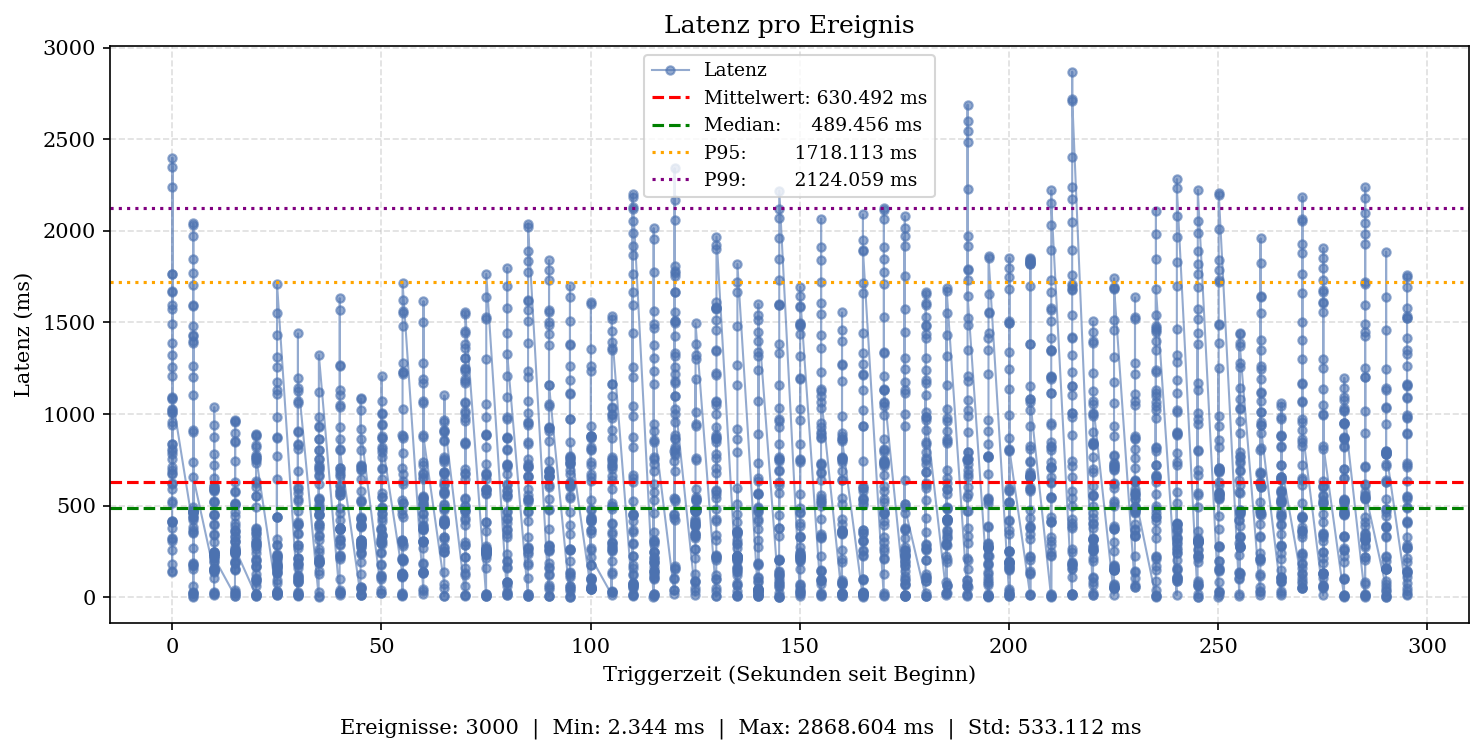 Latenz pro Ereignis
3000
2500
2000
1500
1000
500
0
Latenz (ms)
Latenz
Mittelwert: 630.492 ms
Median: 489.456 ms
P95: 1718.113 ms
P99: 2124.059 ms
0 50 100 150 200 250 300
Triggerzeit (Sekunden seit Beginn)
Ereignisse: 3000 | Min: 2.344 ms | Max: 2868.604 ms | Std: 533.112 ms